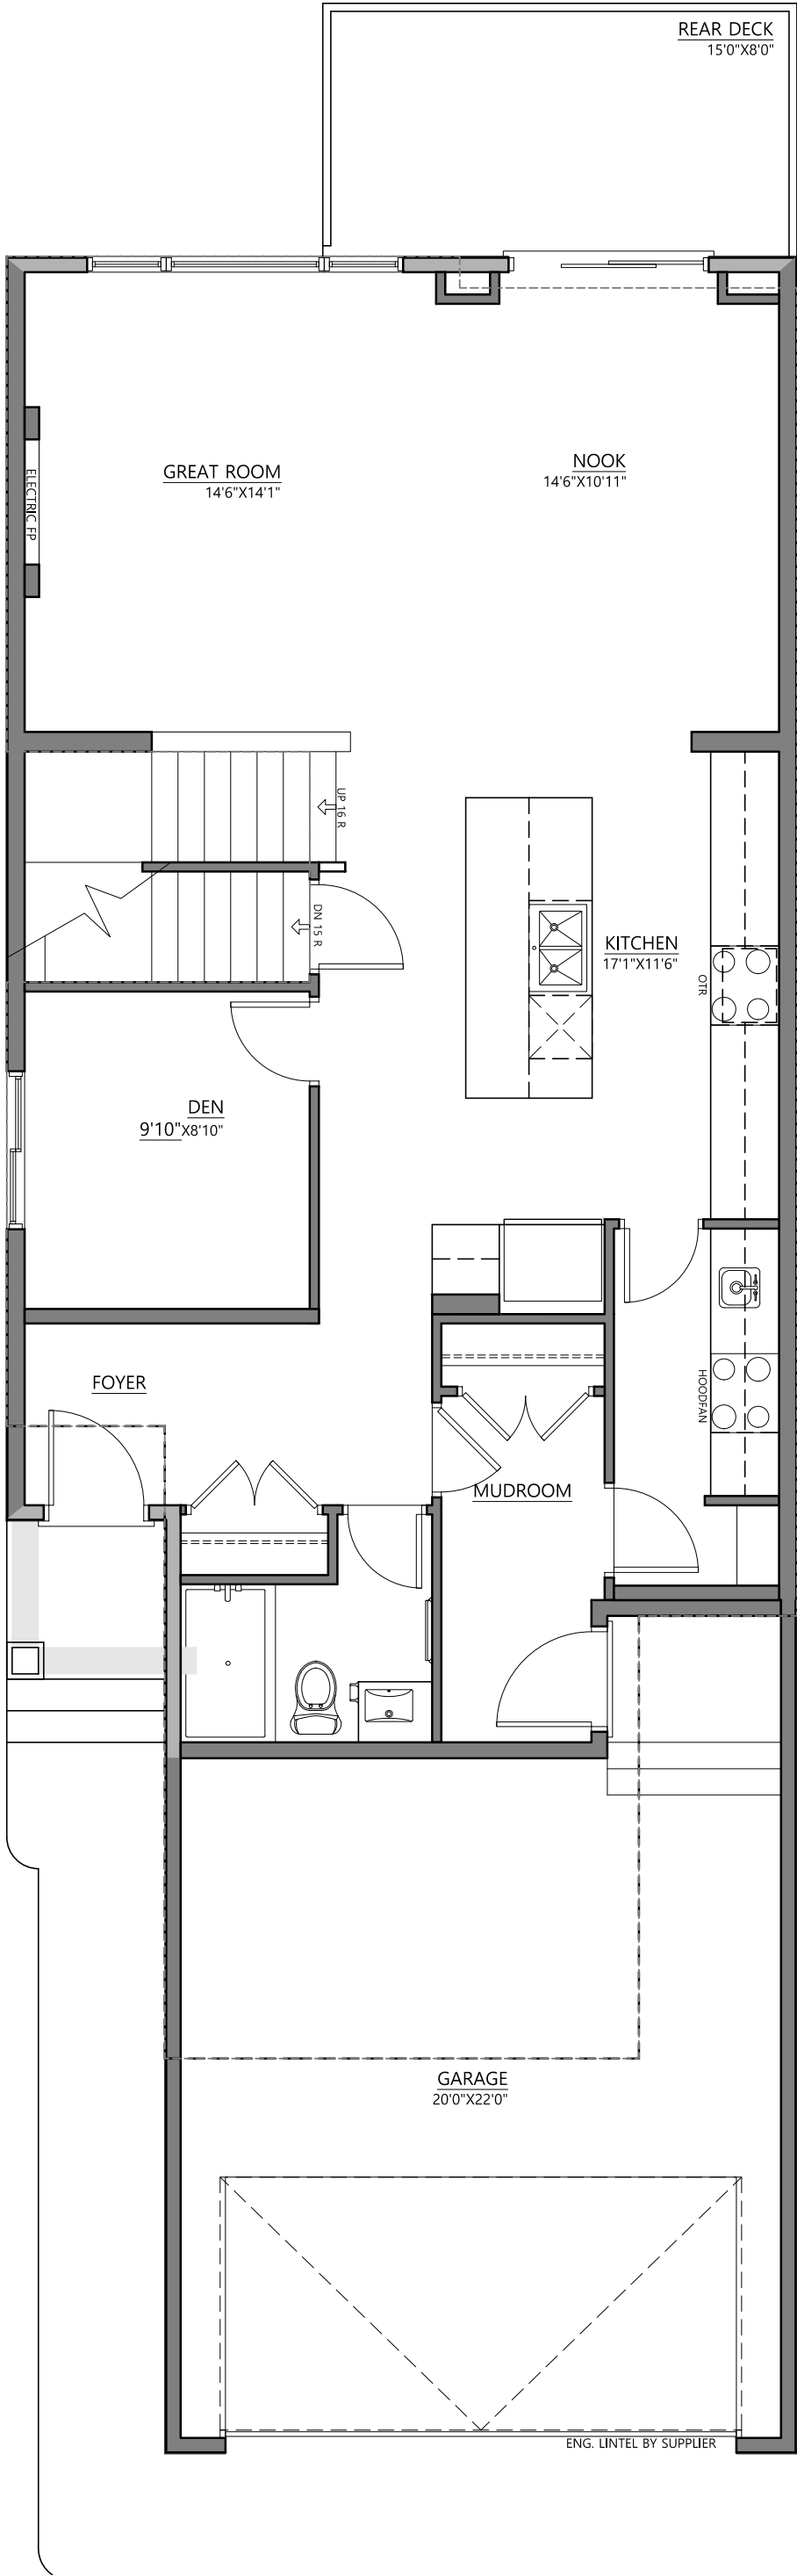 REAR DECK
15'0"X8'0"
GREAT ROOM
14'6"X14'1"
NOOK
14'6"X10'11"
ELECTRIC FP
UP 16 R
DN 15 R
KITCHEN
17'1"X11'6"
OTR
DEN
9'10"X8'10"
FOYER
HOODFAN
MUDROOM
GARAGE
20'0"X22'0"
ENG. LINTEL BY SUPPLIER